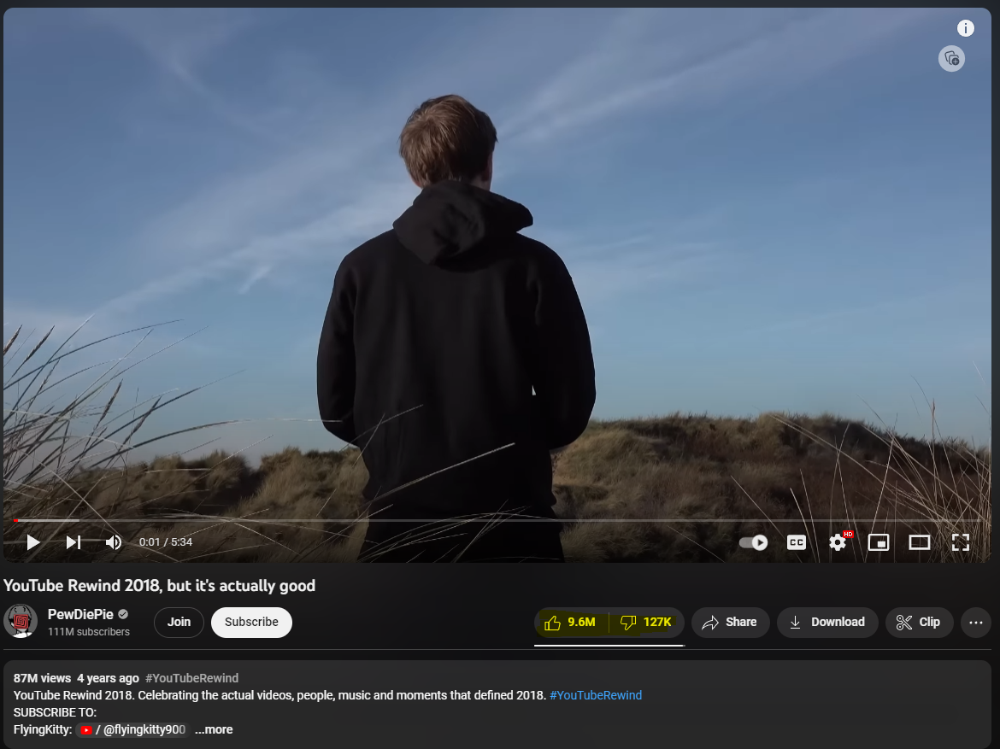 i
0:01 / 5:34
CC
HD
YouTube Rewind 2018, but it's actually good
PewDiePie
111M subscribers
Join
Subscribe
9.6M
127K
Share
Download
Clip
...
87M views 4 years ago #YouTubeRewind
YouTube Rewind 2018. Celebrating the actual videos, people, music and moments that defined 2018. #YouTubeRewind
SUBSCRIBE TO:
FlyingKitty: / @flyingkitty900 ...more